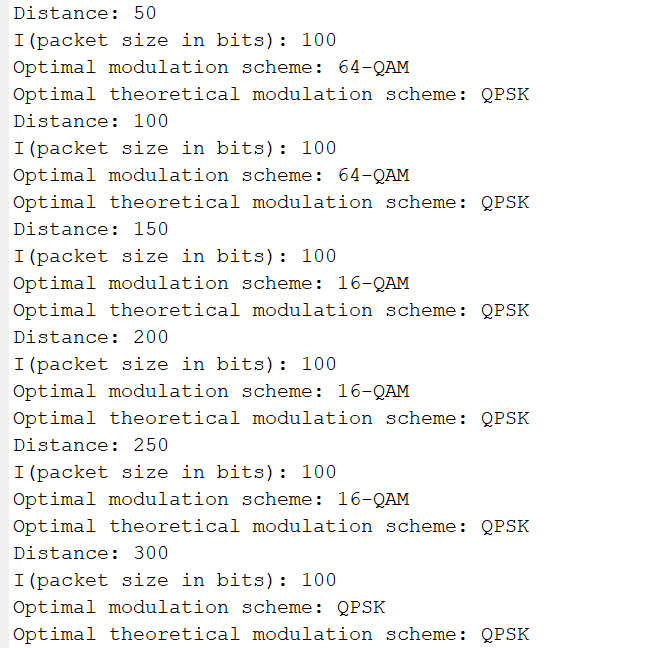 Distance: 50
I(packet size in bits): 100
Optimal modulation scheme: 64-QAM
Optimal theoretical modulation scheme: QPSK
Distance: 100
I(packet size in bits): 100
Optimal modulation scheme: 64-QAM
Optimal theoretical modulation scheme: QPSK
Distance: 150
I(packet size in bits): 100
Optimal modulation scheme: 16-QAM
Optimal theoretical modulation scheme: QPSK
Distance: 200
I(packet size in bits): 100
Optimal modulation scheme: 16-QAM
Optimal theoretical modulation scheme: QPSK
Distance: 250
I(packet size in bits): 100
Optimal modulation scheme: 16-QAM
Optimal theoretical modulation scheme: QPSK
Distance: 300
I(packet size in bits): 100
Optimal modulation scheme: QPSK
Optimal theoretical modulation scheme: QPSK